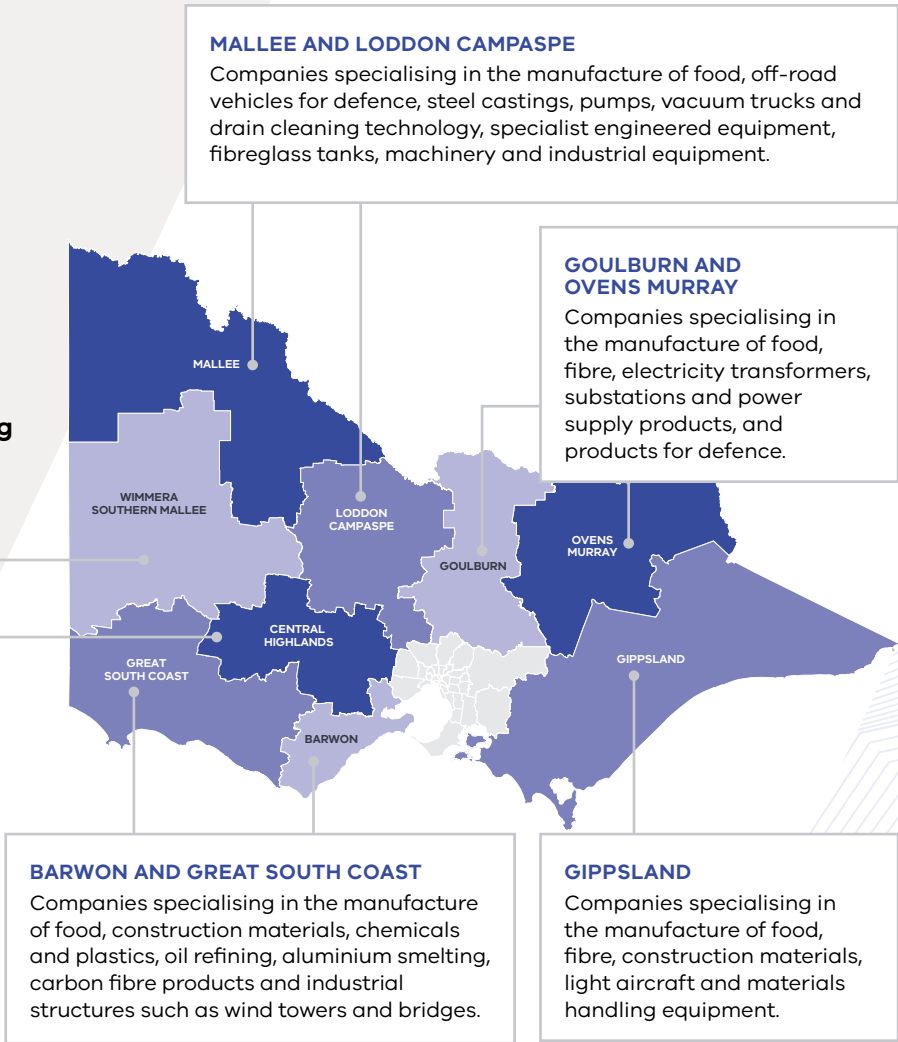 MALLEE AND LODDON CAMPASPE
Companies specialising in the manufacture of food, off-road
vehicles for defence, steel castings, pumps, vacuum trucks and
drain cleaning technology, specialist engineered equipment,
fibreglass tanks, machinery and industrial equipment.
GOULBURN AND
OVENS MURRAY
Companies specialising in
the manufacture of food,
fibre, electricity transformers,
substations and power
supply products, and
products for defence.
MALLEE
WIMMERA
SOUTHERN MALLEE
LODDON
CAMPASPE
GOULBURN
OVENS
MURRAY
CENTRAL
HIGHLANDS
GREAT
SOUTH COAST
GIPPSLAND
BARWON
BARWON AND GREAT SOUTH COAST
Companies specialising in the manufacture
of food, construction materials, chemicals
and plastics, oil refining, aluminium smelting,
carbon fibre products and industrial
structures such as wind towers and bridges.
GIPPSLAND
Companies specialising in
the manufacture of food,
fibre, construction materials,
light aircraft and materials
handling equipment.